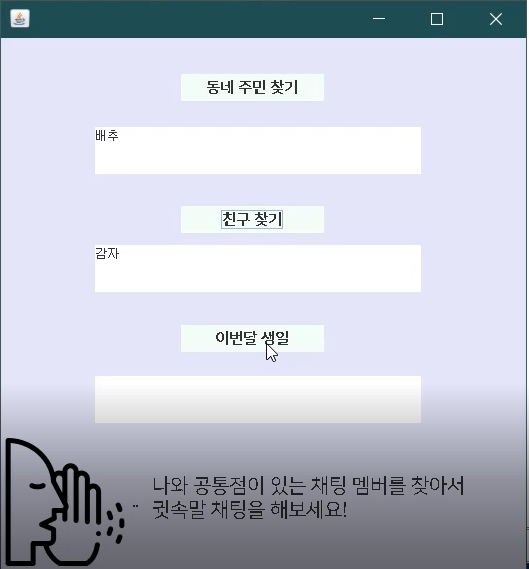 동네 주민 찾기
배추
친구 찾기
감자
이번달 생일
나와 공통점이 있는 채팅 멤버를 찾아서
귓속말 채팅을 해보세요!